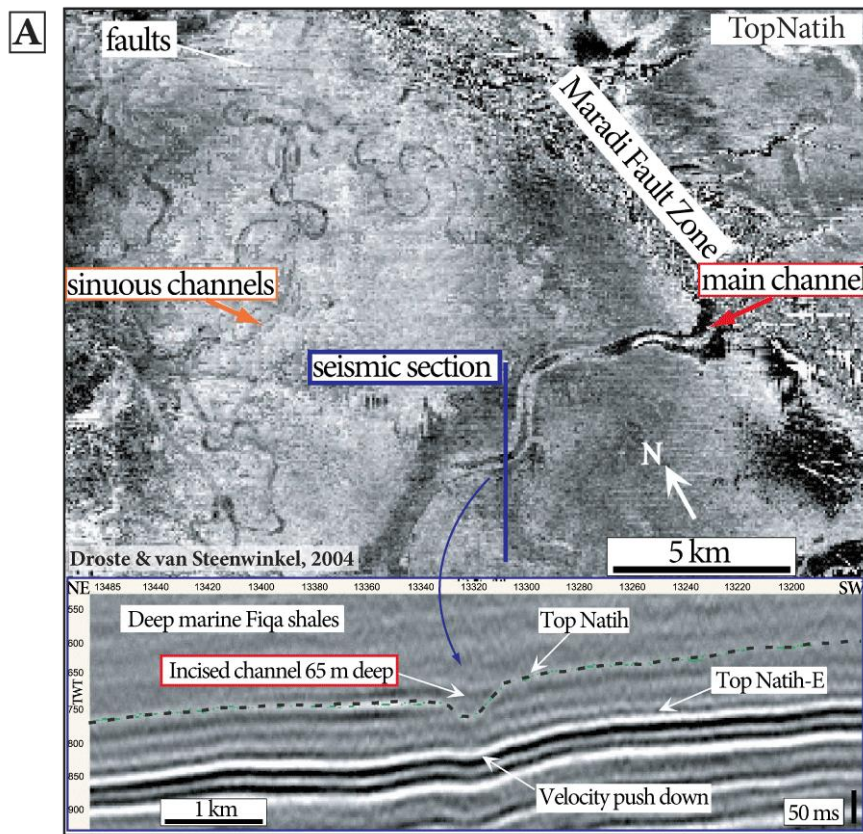 A
TopNatih
faults
Maradi Fault Zone
sinuous channels
main channel
seismic section
N
Droste & van Steenwinkel, 2004
5 km
NE
13485 13440 13420 13400 13380 13360 13340 13320 13300 13280 13260 13240 13220 13200
SW
550
600
650
TWT
750
800
850
900
Deep marine Fiqa shales
Top Natih
Incised channel 65 m deep
Top Natih-E
Velocity push down
1 km
50 ms